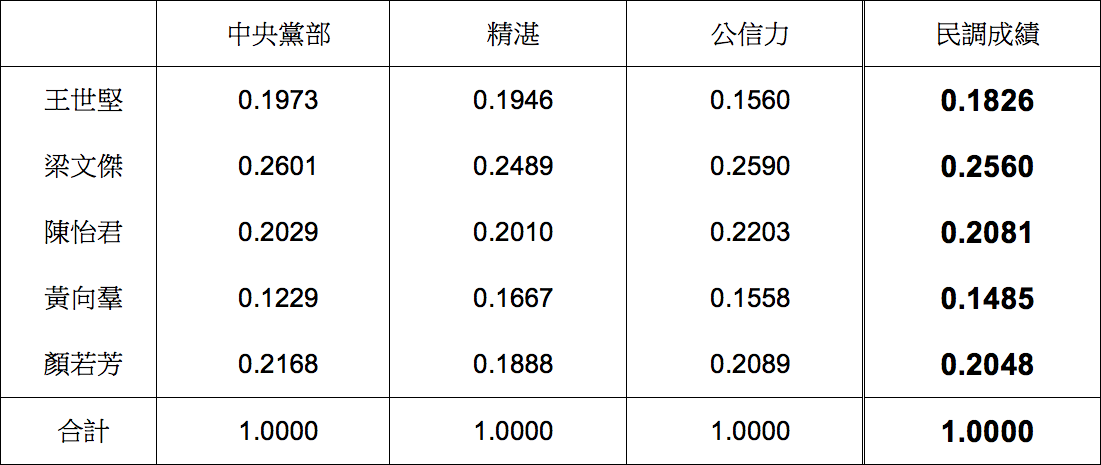 中央黨部 精湛 公信力 民調成績
王世堅 0.1973 0.1946 0.1560 0.1826
梁文傑 0.2601 0.2489 0.2590 0.2560
陳怡君 0.2029 0.2010 0.2203 0.2081
黃向羣 0.1229 0.1667 0.1558 0.1485
顏若芳 0.2168 0.1888 0.2089 0.2048
合計 1.0000 1.0000 1.0000 1.0000